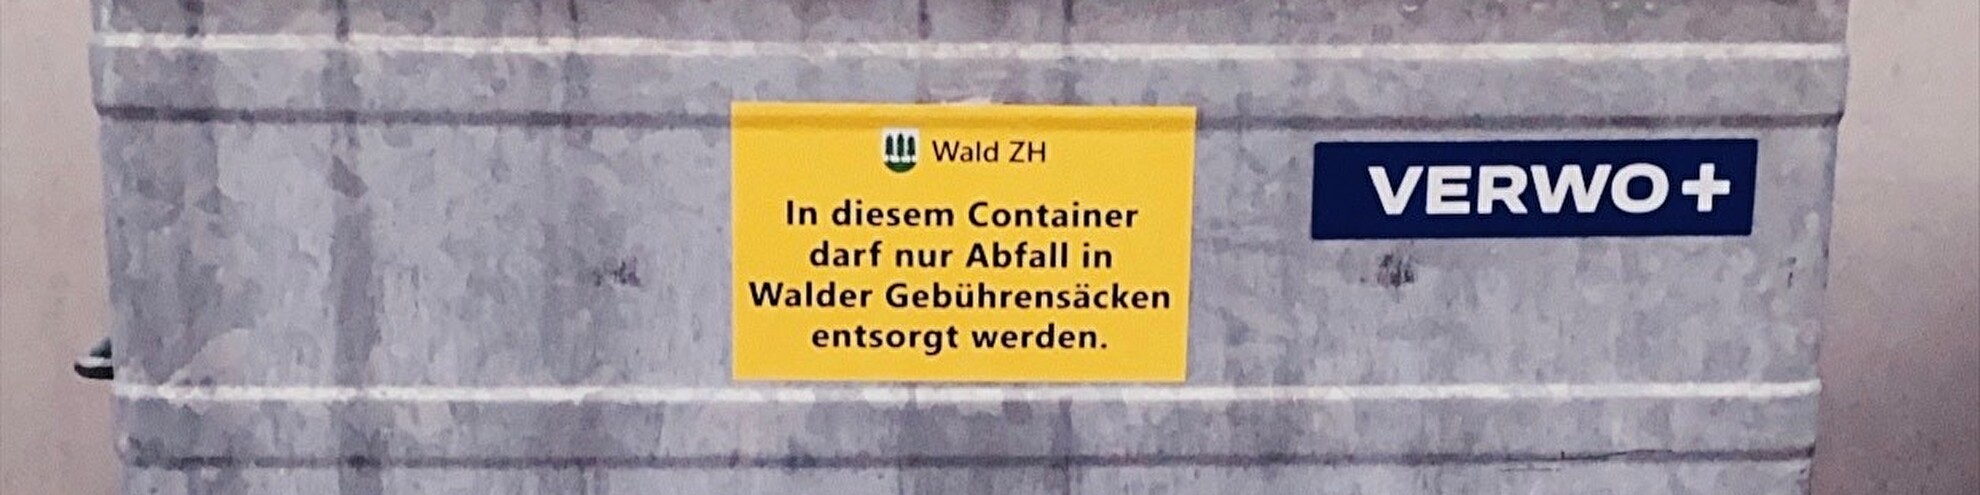 Wald ZH
In diesem Container
darf nur Abfall in
Walder Gebührensäcken
entsorgt werden.
VERWO+